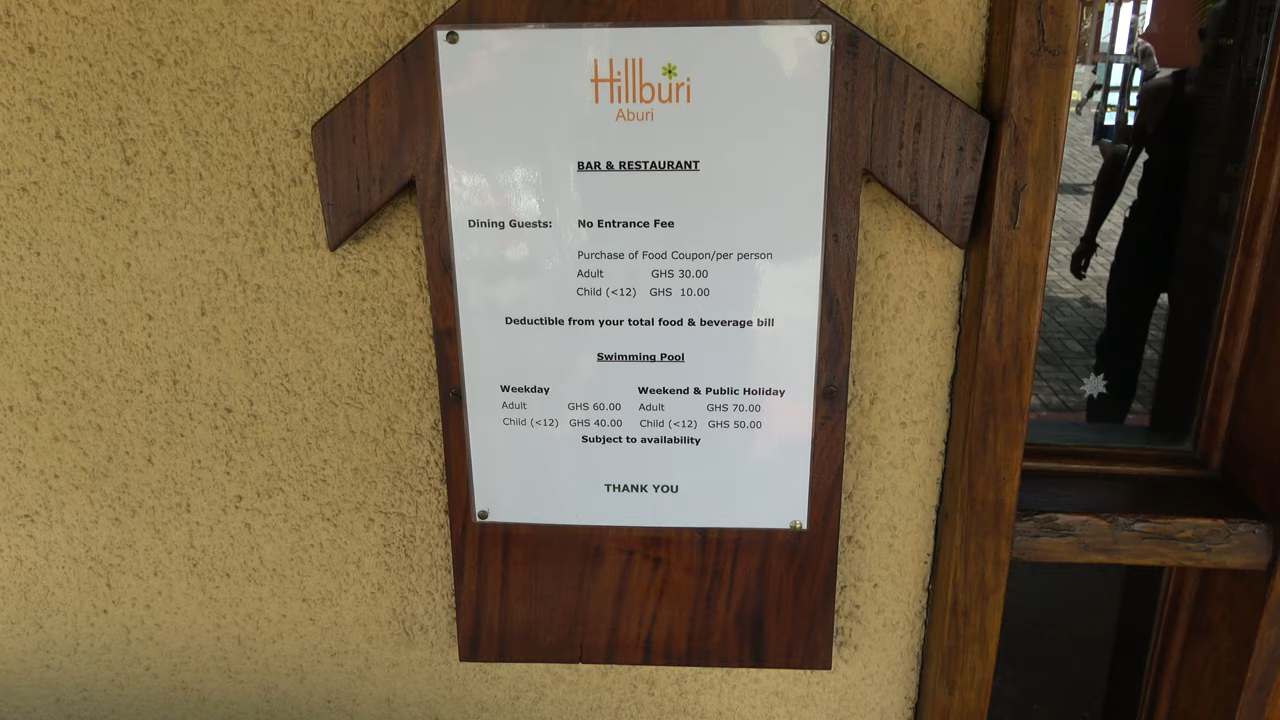 Hillburi
Aburi
BAR & RESTAURANT
Dining Guests: No Entrance Fee
Purchase of Food Coupon/per person
Adult GHS 30.00
Child (<12) GHS 10.00
Deductible from your total food & beverage bill
Swimming Pool
Weekday Weekend & Public Holiday
Adult GHS 60.00 Adult GHS 70.00
Child (<12) GHS 40.00 Child (<12) GHS 50.00
Subject to availability
THANK YOU